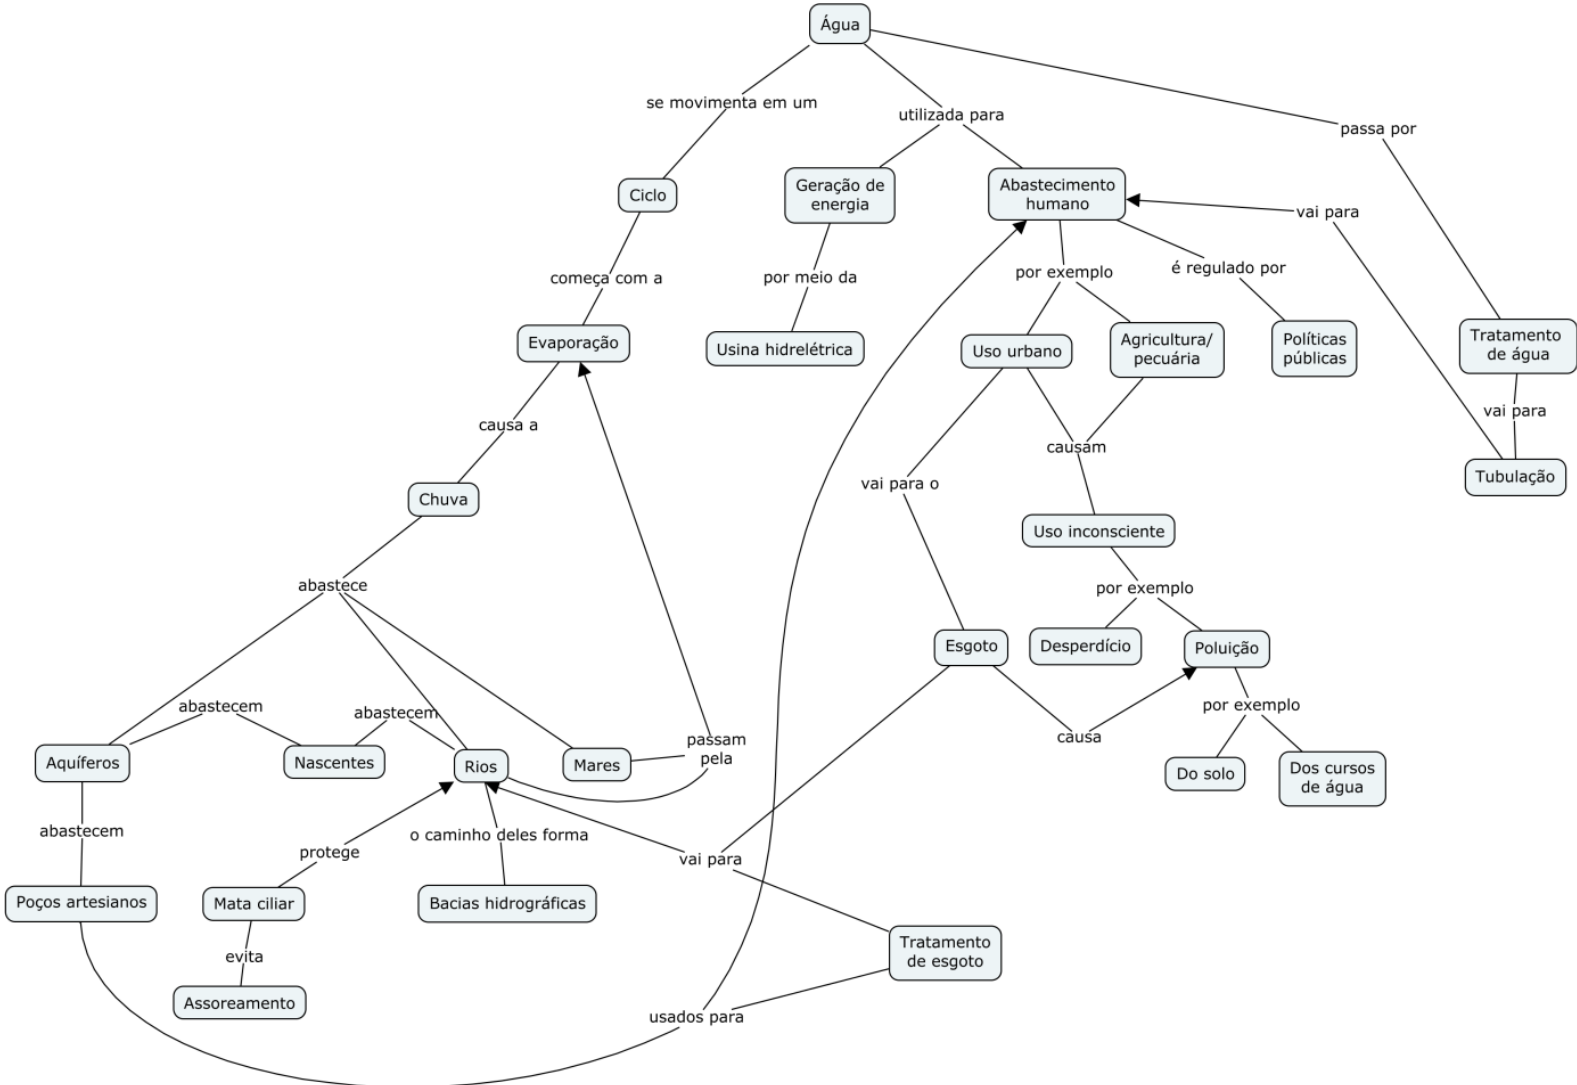 Água
se movimenta em um
utilizada para
passa por
Ciclo
Geração de
energia
Abastecimento
humano
vai para
começa com a
por meio da
por exemplo
é regulado por
Evaporação
Usina hidrelétrica
Uso urbano
Agricultura/
pecuária
Políticas
públicas
Tratamento
de água
causa a
vai para
causam
Chuva
vai para o
Tubulação
Uso inconsciente
abastece
por exemplo
Esgoto
Desperdício
Poluição
abastecem
abastecem
por exemplo
causa
passam
pela
Aquíferos
Nascentes
Rios
Mares
Do solo
Dos cursos
de água
abastecem
o caminho deles forma
protege
vai para
Poços artesianos
Mata ciliar
Bacias hidrográficas
evita
Tratamento
de esgoto
Assoreamento
usados para